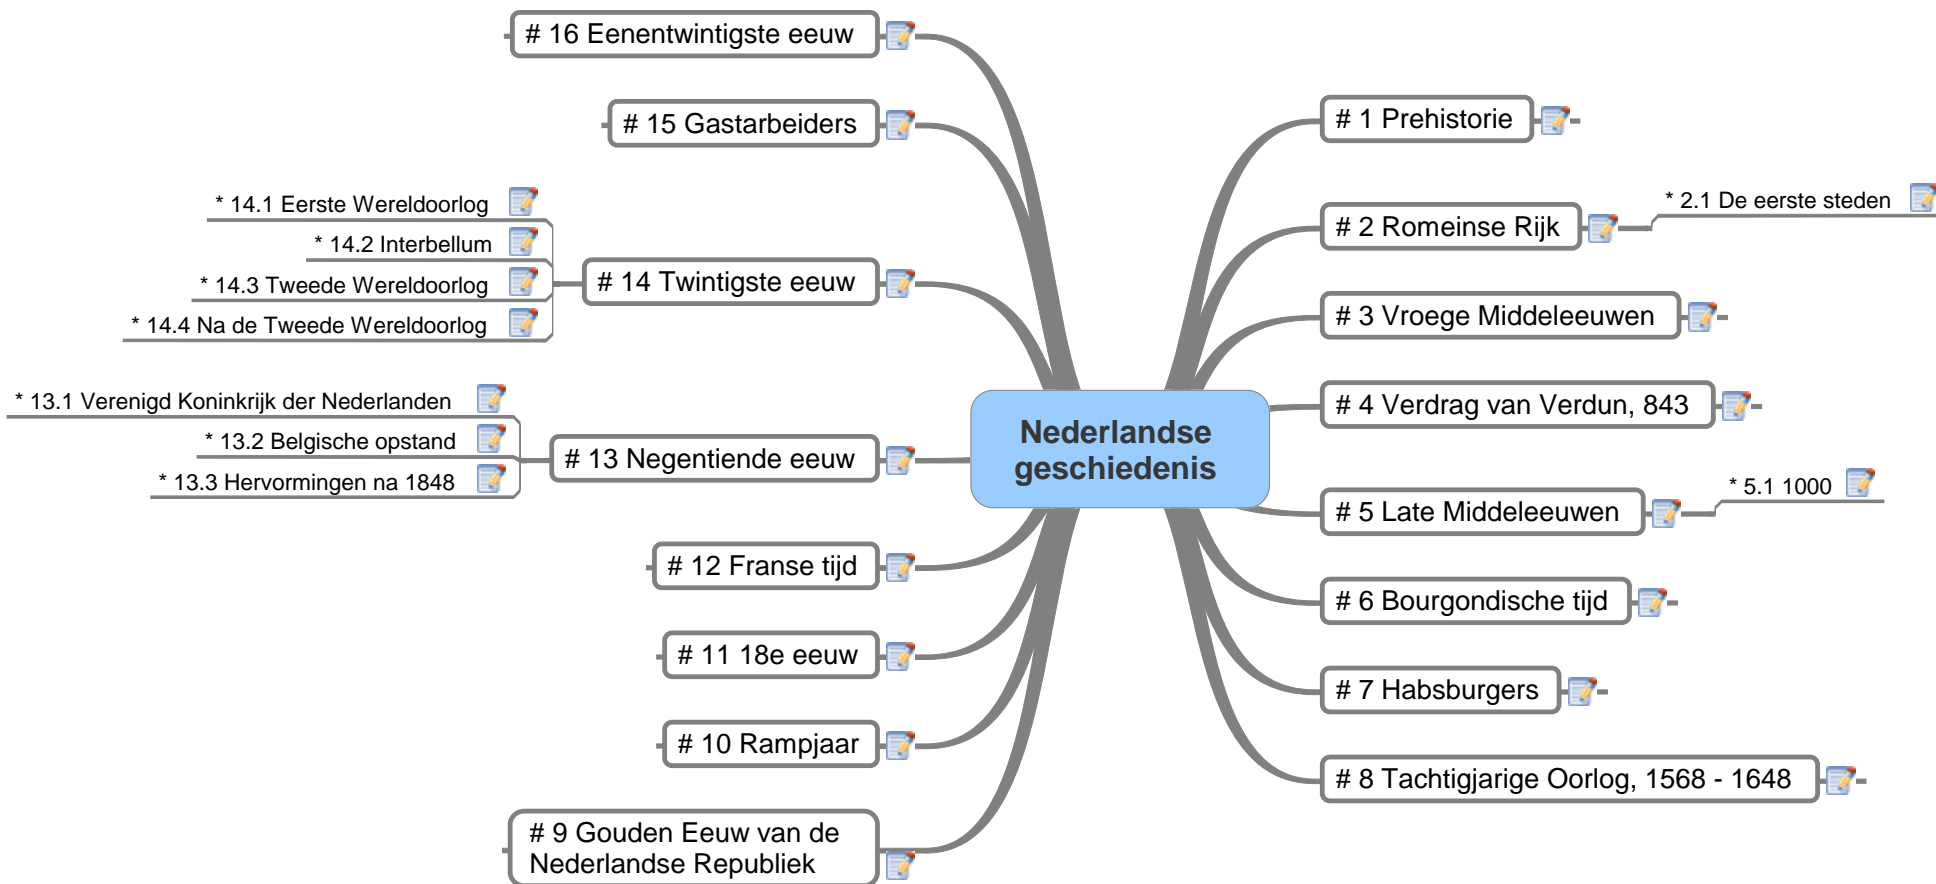 Nederlandse
geschiedenis
# 1 Prehistorie
# 2 Romeinse Rijk
* 2.1 De eerste steden
# 3 Vroege Middeleeuwen
# 4 Verdrag van Verdun, 843
# 5 Late Middeleeuwen
* 5.1 1000
# 6 Bourgondische tijd
# 7 Habsburgers
# 8 Tachtigjarige Oorlog, 1568 - 1648
# 9 Gouden Eeuw van de
Nederlandse Republiek
# 10 Rampjaar
# 11 18e eeuw
# 12 Franse tijd
# 13 Negentiende eeuw
* 13.1 Verenigd Koninkrijk der Nederlanden
* 13.2 Belgische opstand
* 13.3 Hervormingen na 1848
# 14 Twintigste eeuw
* 14.1 Eerste Wereldoorlog
* 14.2 Interbellum
* 14.3 Tweede Wereldoorlog
* 14.4 Na de Tweede Wereldoorlog
# 15 Gastarbeiders
# 16 Eenentwintigste eeuw